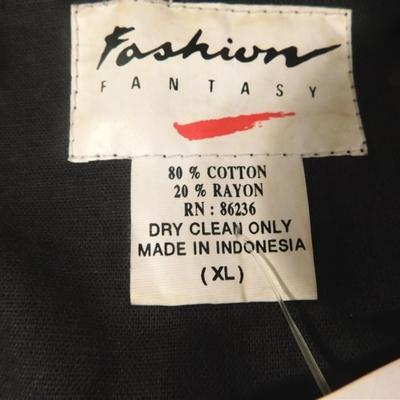 Fashion
FANTASY
80 % COTTON
20 % RAYON
RN : 86236
DRY CLEAN ONLY
MADE IN INDONESIA
(XL)